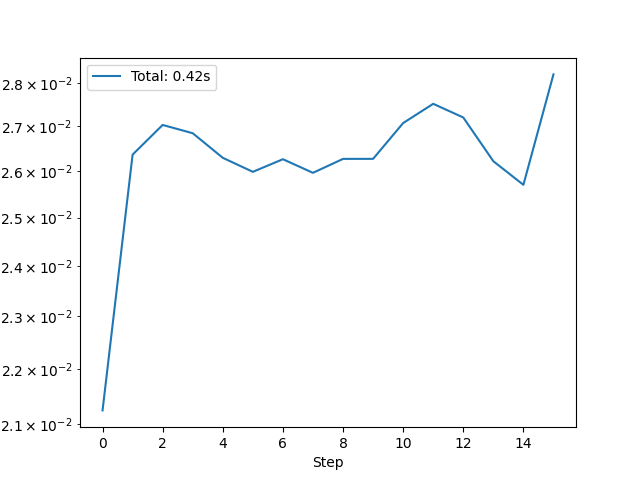 Total: 0.42s
2.8 × 10⁻²
2.7 × 10⁻²
2.6 × 10⁻²
2.5 × 10⁻²
2.4 × 10⁻²
2.3 × 10⁻²
2.2 × 10⁻²
2.1 × 10⁻²
0 2 4 6 8 10 12 14
Step